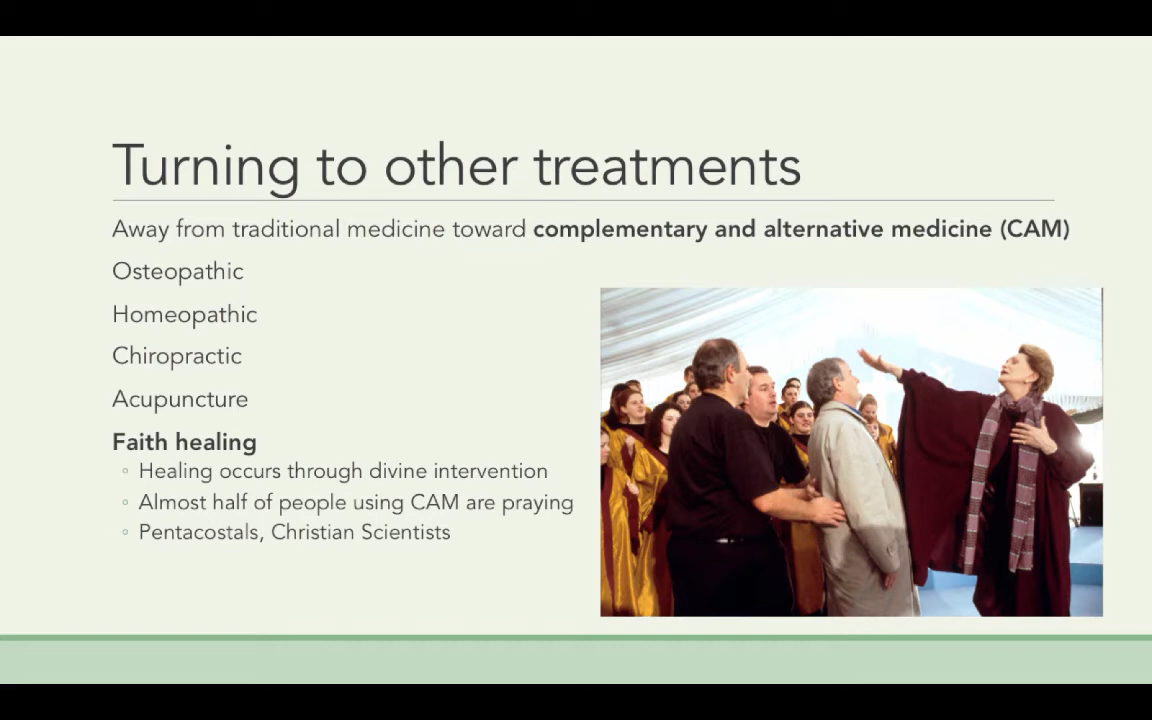 Turning to other treatments
Away from traditional medicine toward complementary and alternative medicine (CAM)
Osteopathic
Homeopathic
Chiropractic
Acupuncture
Faith healing
◦ Healing occurs through divine intervention
◦ Almost half of people using CAM are praying
◦ Pentacostals, Christian Scientists